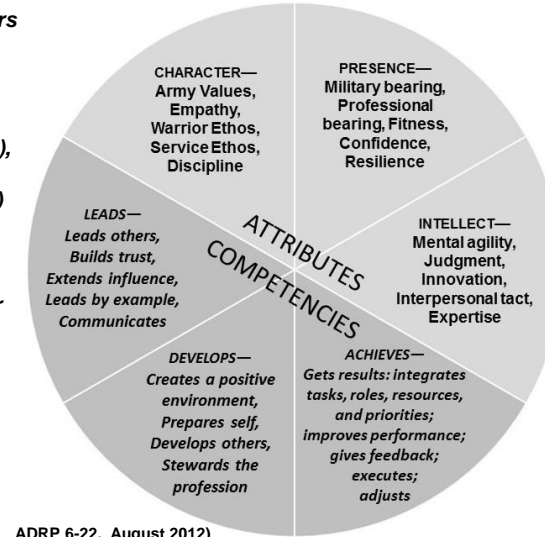 rs
),
)
CHARACTER—
Army Values,
Empathy,
Warrior Ethos,
Service Ethos,
Discipline
PRESENCE—
Military bearing,
Professional
bearing, Fitness,
Confidence,
Resilience
INTELLECT—
Mental agility,
Judgment,
Innovation,
Interpersonal tact,
Expertise
ATTRIBUTES
COMPETENCIES
LEADS—
Leads others,
Builds trust,
Extends influence,
Leads by example,
Communicates
DEVELOPS—
Creates a positive
environment,
Prepares self,
Develops others,
Stewards the
profession
ACHIEVES—
Gets results: integrates
tasks, roles, resources,
and priorities;
improves performance;
gives feedback;
executes;
adjusts
ADRP 6-22, August 2012)